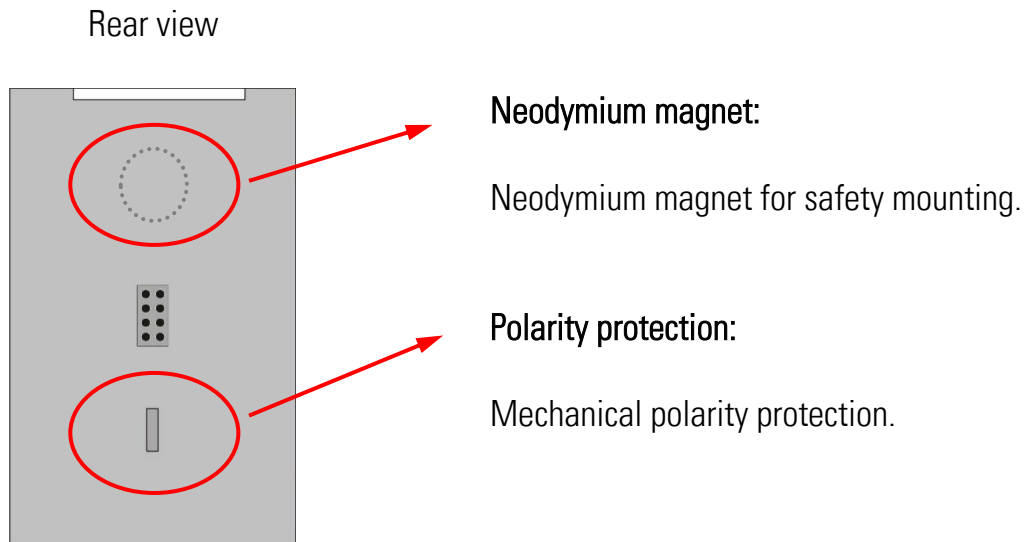 Rear view
Neodymium magnet:
Neodymium magnet for safety mounting.
Polarity protection:
Mechanical polarity protection.